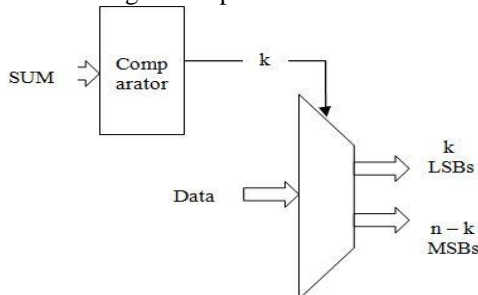 SUM
Comp
arator
k
Data
k
LSBs
n – k
MSBs